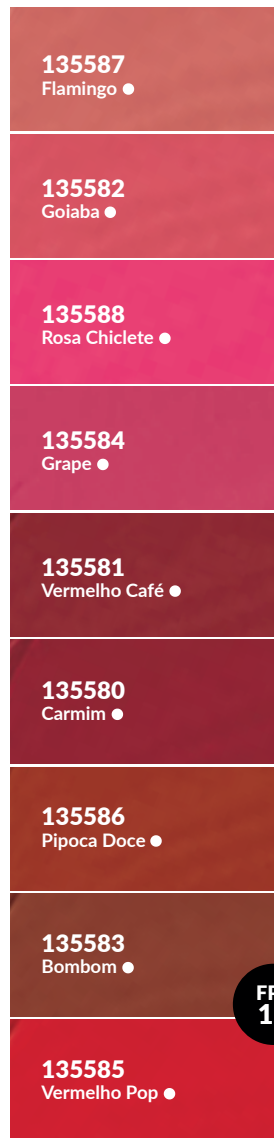 135587
Flamingo
135582
Goiaba
135588
Rosa Chiclete
135584
Grape
135581
Vermelho Café
135580
Carmim
135586
Pipoca Doce
135583
Bombom
135585
Vermelho Pop